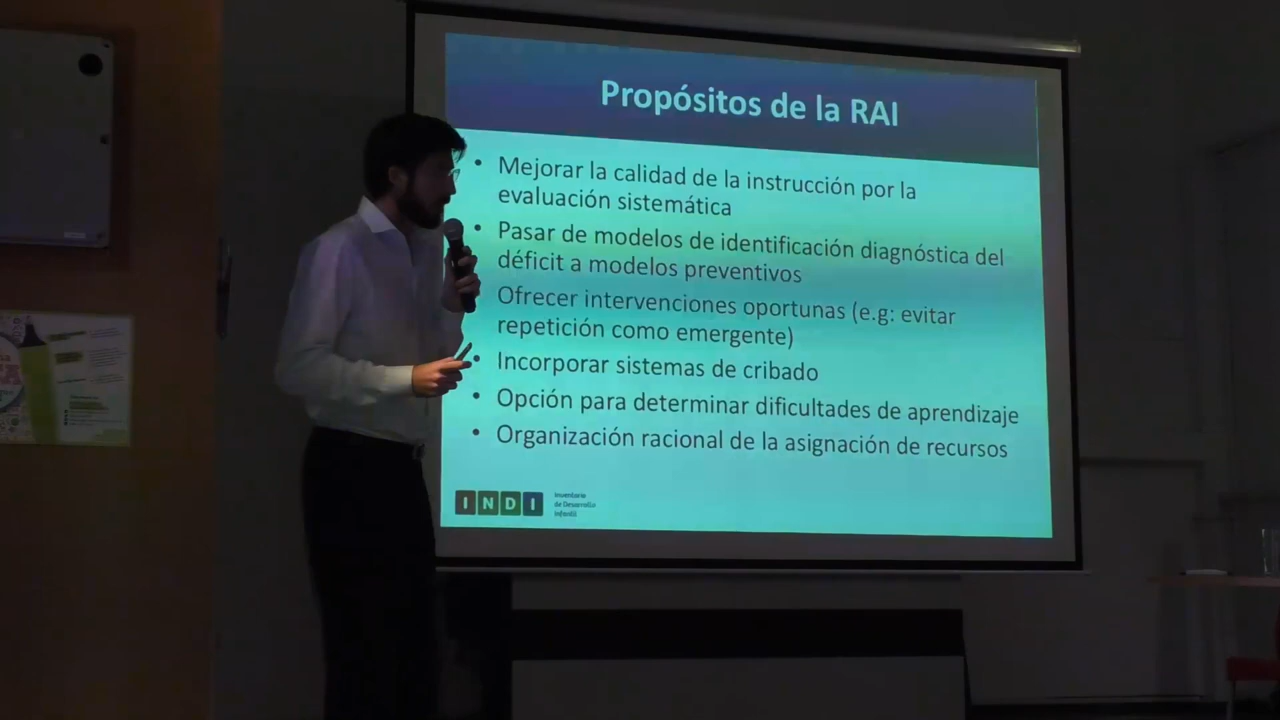 Propósitos de la RAI
• Mejorar la calidad de la instrucción por la
evaluación sistemática
• Pasar de modelos de identificación diagnóstica del
déficit a modelos preventivos
Ofrecer intervenciones oportunas (e.g: evitar
repetición como emergente)
• Incorporar sistemas de cribado
• Opción para determinar dificultades de aprendizaje
• Organización racional de la asignación de recursos
INDI
Inventario
de Desarrollo
Infantil